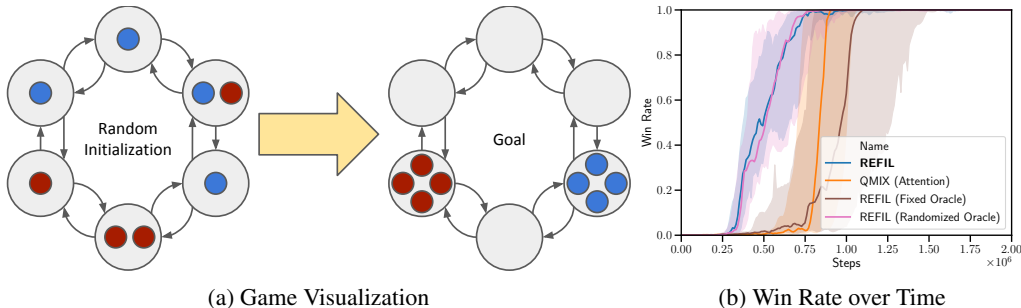 Random
Initialization
Goal
(a) Game Visualization
Win Rate
1.0
0.8
0.6
0.4
0.2
0.0
Name
REFIL
QMIX (Attention)
REFIL (Fixed Oracle)
REFIL (Randomized Oracle)
0.00 0.25 0.50 0.75 1.00 1.25 1.50 1.75 2.00
Steps
×10⁶
(b) Win Rate over Time